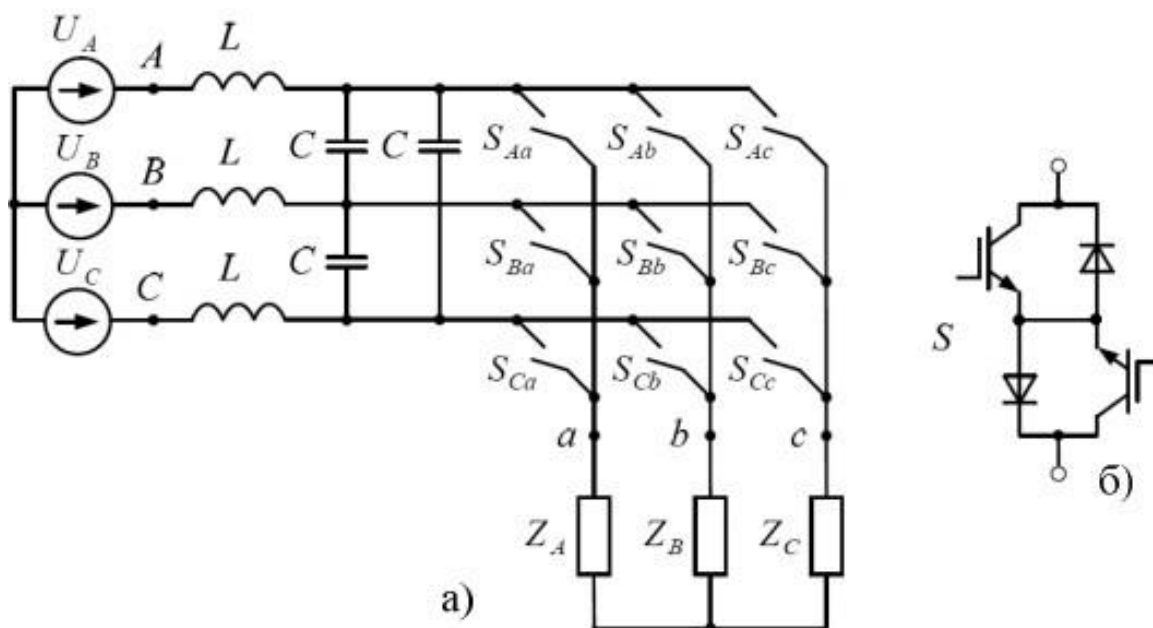 U_A A L
C C S_Aa S_Ab S_Ac
U_B B L
C S_Ba S_Bb S_Bc
U_C C L
S_Ca S_Cb S_Cc
S
a b c
б)
Z_A Z_B Z_C
а)